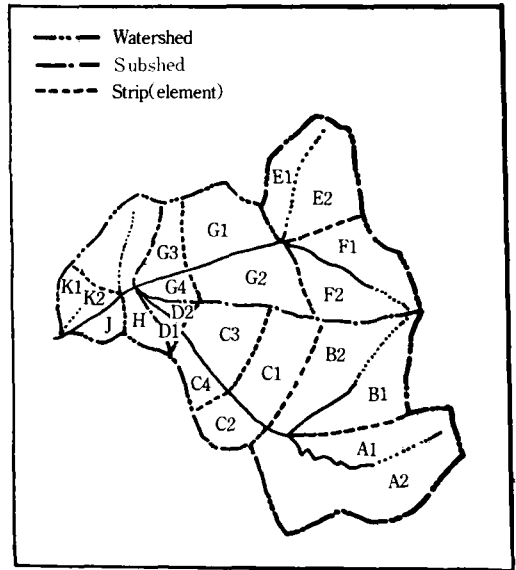 Watershed
Subshed
Strip(element)
E1
E2
G1
F1
G3
G2
K1
G4
F2
K2
D2
J
H
D1
C3
B2
C4
C1
B1
C2
A1
A2